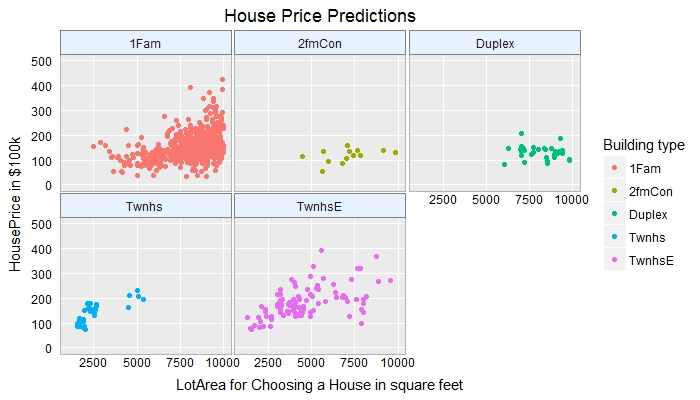 House Price Predictions
1Fam 2fmCon Duplex
500
400
300
200
100
0
2500 5000 7500 10000
Twnhs TwnhsE
500
400
300
200
100
0
2500 5000 7500 10000 2500 5000 7500 10000
HousePrice in $100k
LotArea for Choosing a House in square feet
Building type
1Fam
2fmCon
Duplex
Twnhs
TwnhsE